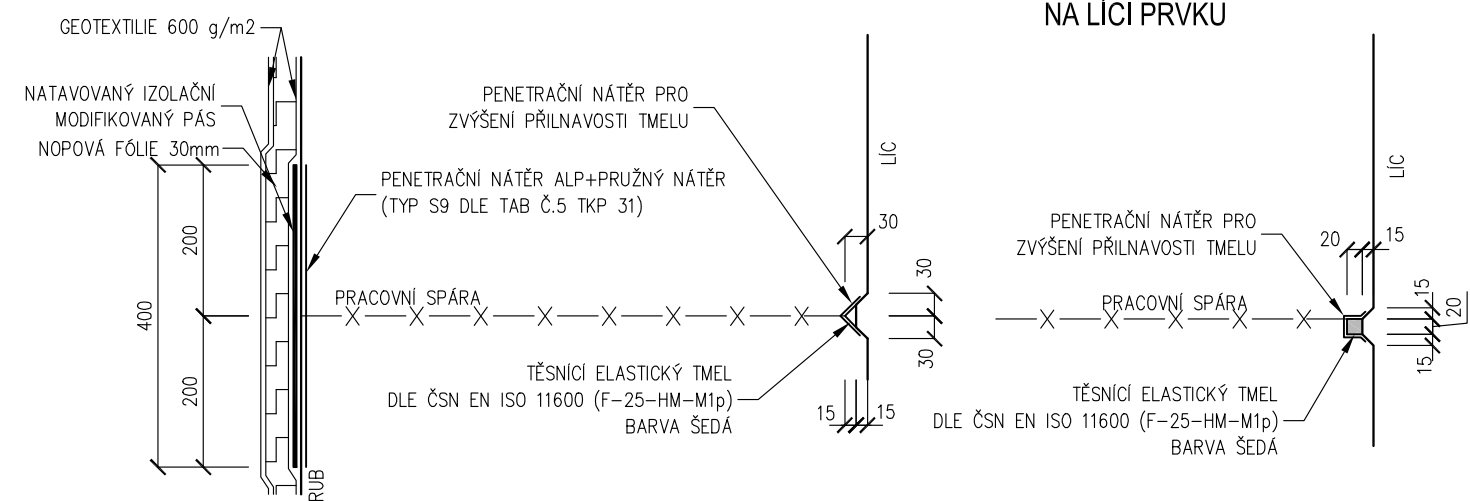 NA LÍCI PRVKU
GEOTEXTILIE 600 g/m2
NATAVOVANÝ IZOLAČNÍ
MODIFIKOVANÝ PÁS
NOPOVÁ FÓLIE 30mm
PENETRAČNÍ NÁTĚR PRO
ZVÝŠENÍ PŘILNAVOSTI TMELU
PENETRAČNÍ NÁTĚR ALP+PRUŽNÝ NÁTĚR
(TYP S9 DLE TAB Č.5 TKP 31)
LÍC
30
30
30
PRACOVNÍ SPÁRA
400
200
200
RUB
TĚSNÍCÍ ELASTICKÝ TMEL
DLE ČSN EN ISO 11600 (F-25-HM-M1p)
BARVA ŠEDÁ
15
15
LÍC
PENETRAČNÍ NÁTĚR PRO
ZVÝŠENÍ PŘILNAVOSTI TMELU
20
15
PRACOVNÍ SPÁRA
15
20
15
TĚSNÍCÍ ELASTICKÝ TMEL
DLE ČSN EN ISO 11600 (F-25-HM-M1p)
BARVA ŠEDÁ